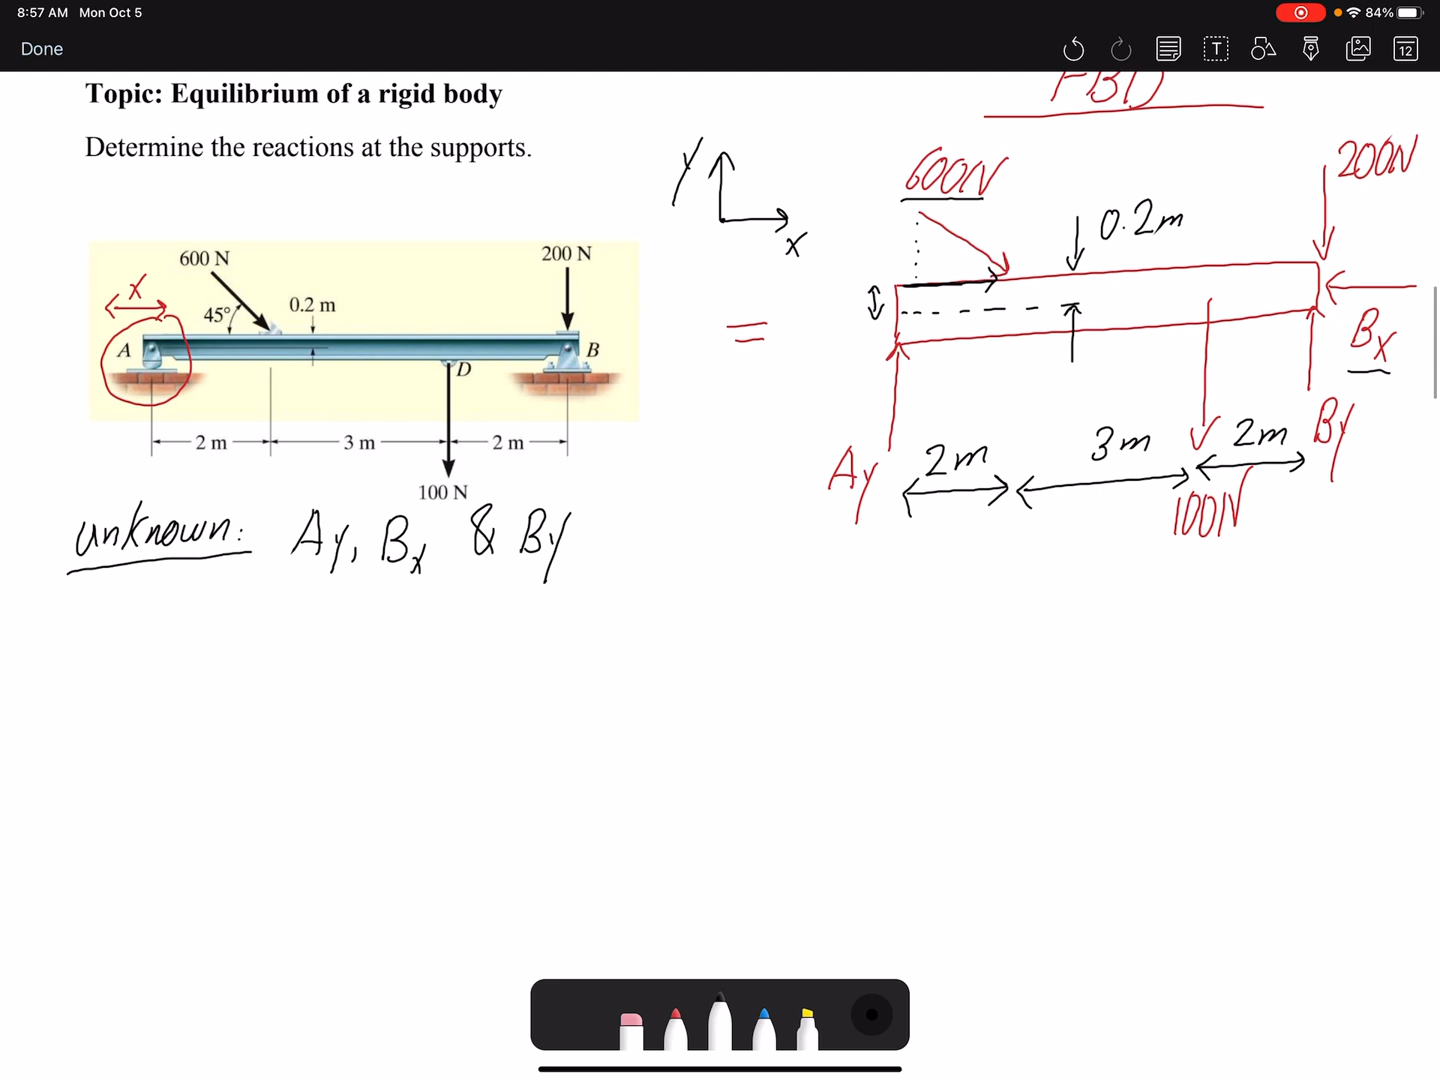 8:57 AM Mon Oct 5
84%
Done
T
12
Topic: Equilibrium of a rigid body
Determine the reactions at the supports.
600 N
200 N
x
45°
0.2 m
A
B
D
2 m
3 m
2 m
100 N
unknown: Ay, Bx & By
FBD
y
x
=
600N
200N
0.2m
Bx
Ay
2m
3m
2m
By
100N